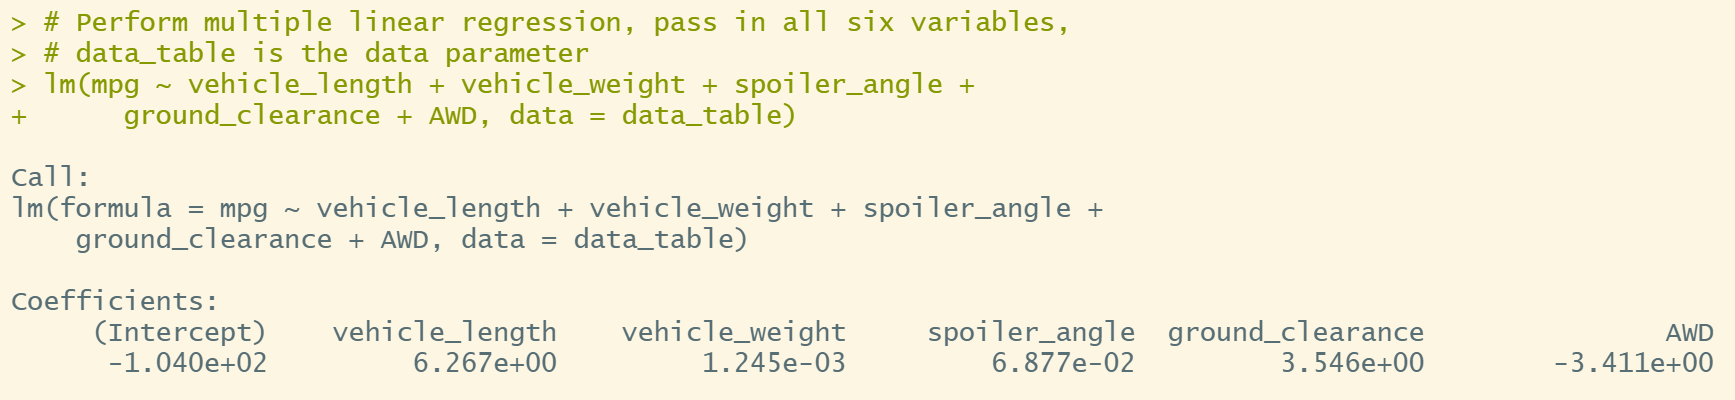 > # Perform multiple linear regression, pass in all six variables,
> # data_table is the data parameter
> lm(mpg ~ vehicle_length + vehicle_weight + spoiler_angle +
+      ground_clearance + AWD, data = data_table)
Call:
lm(formula = mpg ~ vehicle_length + vehicle_weight + spoiler_angle +
    ground_clearance + AWD, data = data_table)
Coefficients:
     (Intercept)    vehicle_length    vehicle_weight     spoiler_angle  ground_clearance               AWD
      -1.040e+02         6.267e+00         1.245e-03         6.877e-02         3.546e+00        -3.411e+00